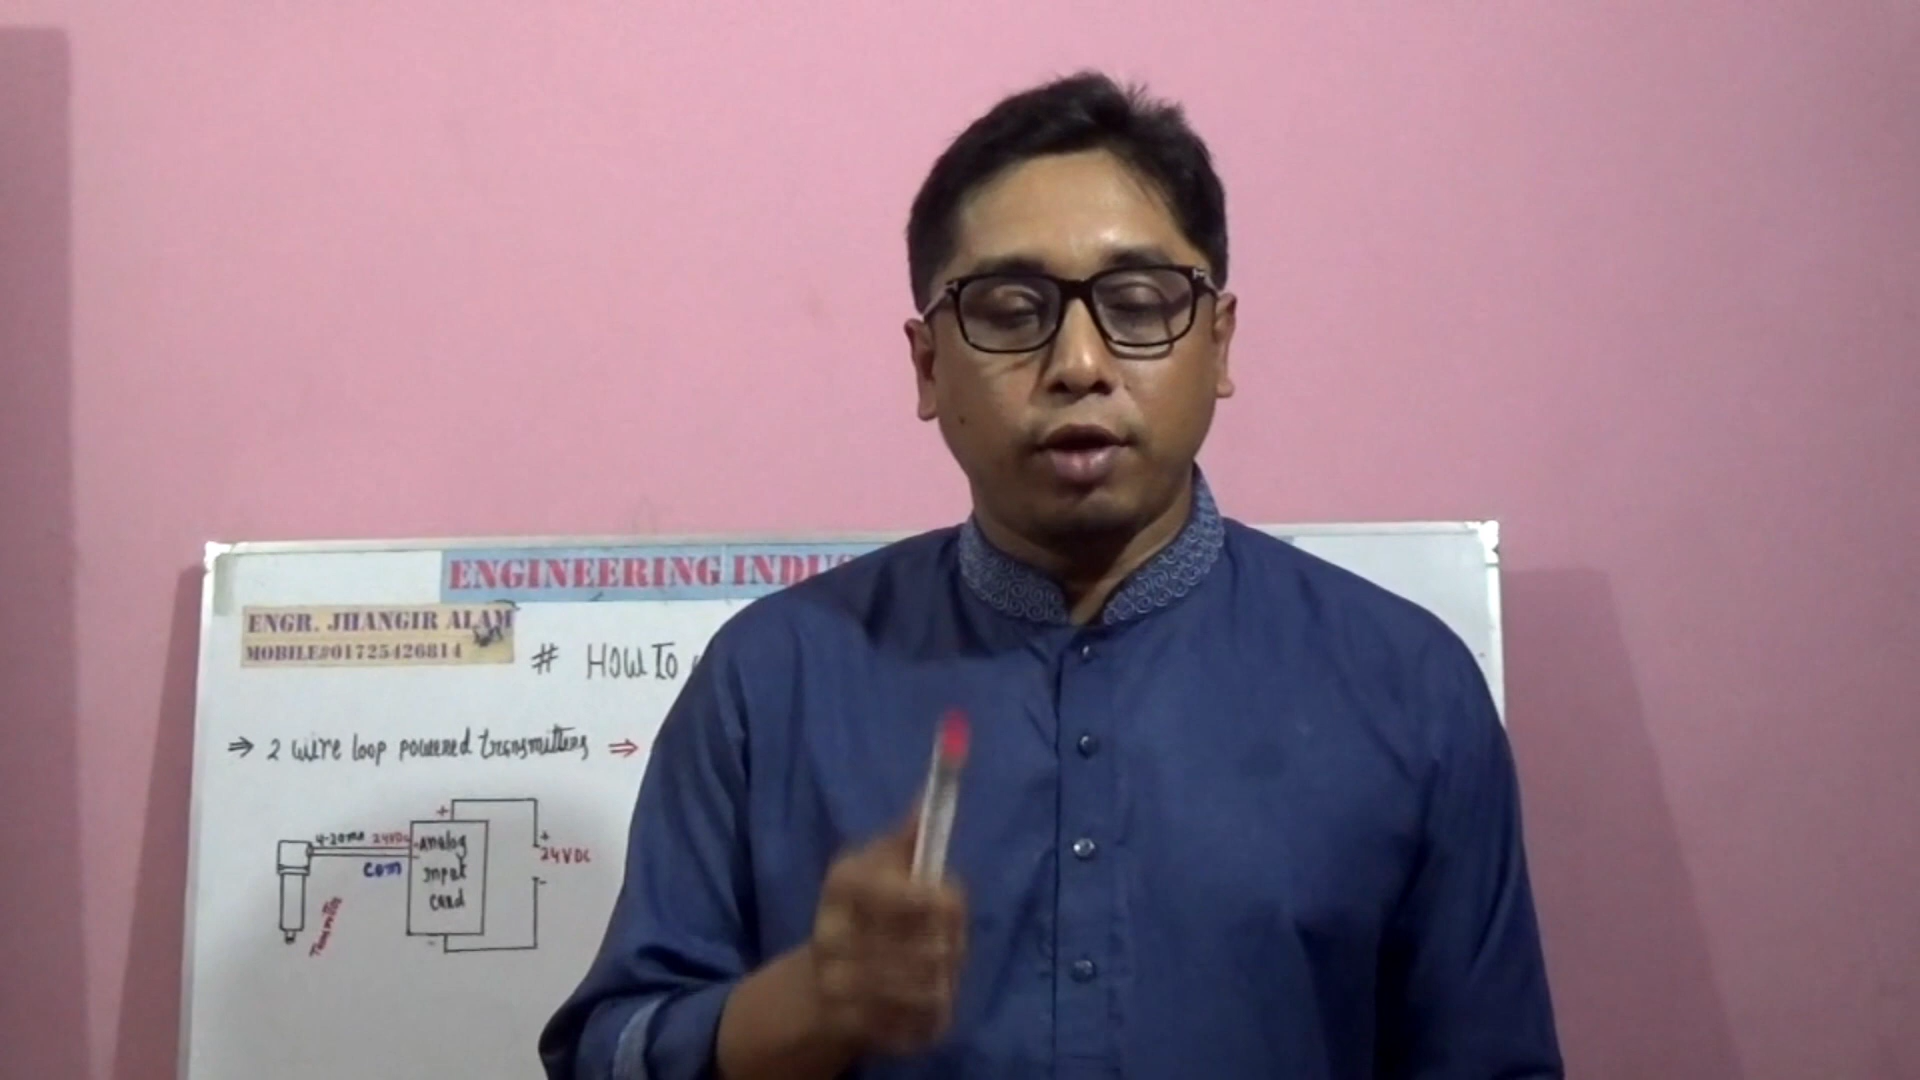 ENGINEERING INDUS
ENGR. JHANGIR ALAM
MOBILE#01725426814
# HOW TO
⇒ 2 wire loop powered transmitters ⇒
+
4-20mA 24VDC
COM
analog
input
card
+
24VDC
-
-